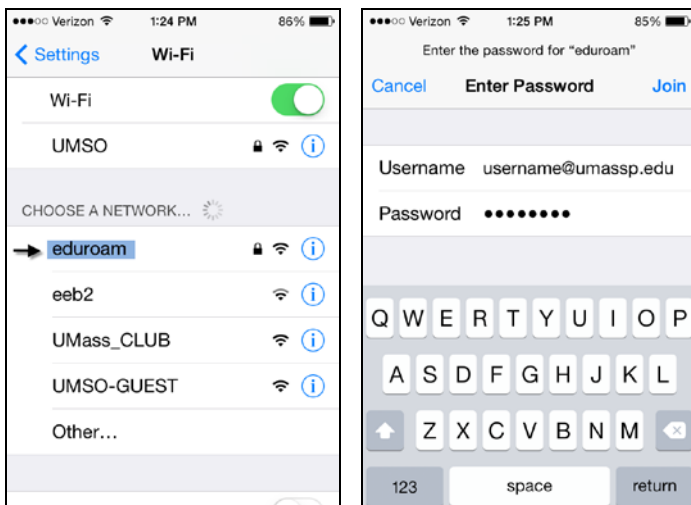 Verizon 1:24 PM 86%
Settings Wi-Fi
Wi-Fi
UMSO
CHOOSE A NETWORK...
eduroam
eeb2
UMass_CLUB
UMSO-GUEST
Other...
Verizon 1:25 PM 85%
Enter the password for “eduroam”
Cancel Enter Password Join
Username username@umassp.edu
Password ••••••••
Q W E R T Y U I O P
A S D F G H J K L
Z X C V B N M
123 space return